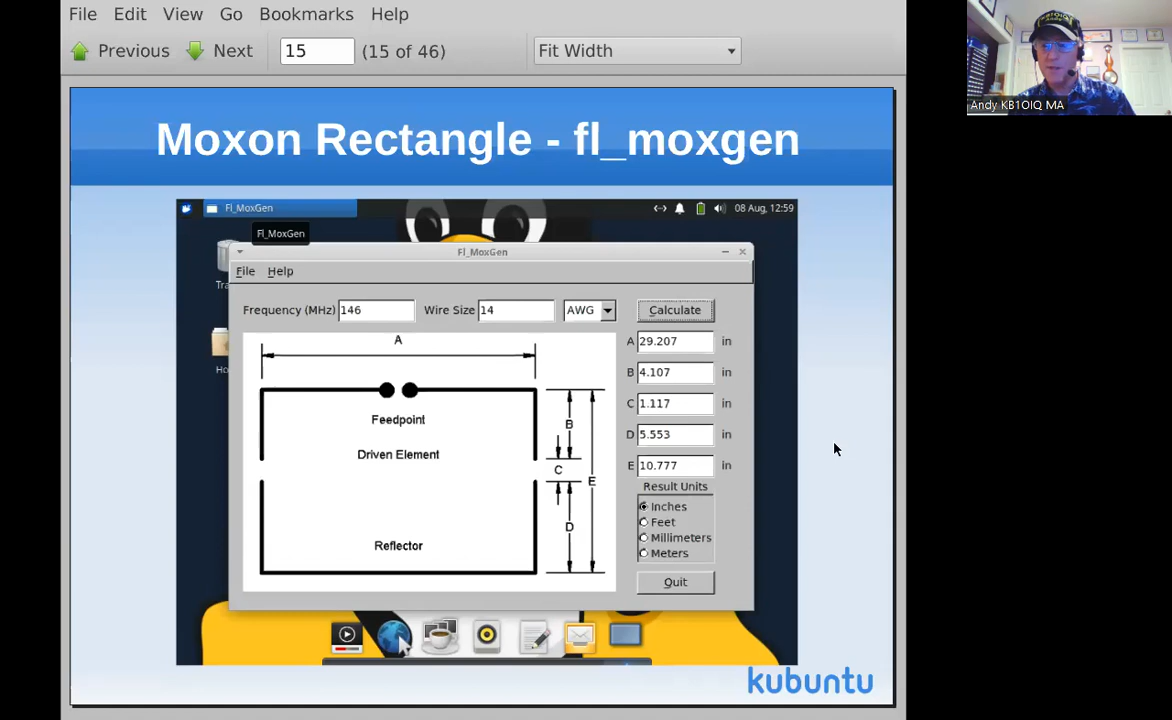 File Edit View Go Bookmarks Help
Previous Next 15 (15 of 46) Fit Width
Andy KB1OIQ MA
Moxon Rectangle - fl_moxgen
Fl_MoxGen 08 Aug, 12:59
Fl_MoxGen
Fl_MoxGen
File Help
Tra
Ho
Frequency (MHz) 146 Wire Size 14 AWG Calculate
A
A 29.207 in
B 4.107 in
C 1.117 in
D 5.553 in
E 10.777 in
Feedpoint
Driven Element
Reflector
B
C
E
D
Result Units
Inches
Feet
Millimeters
Meters
Quit
kubuntu